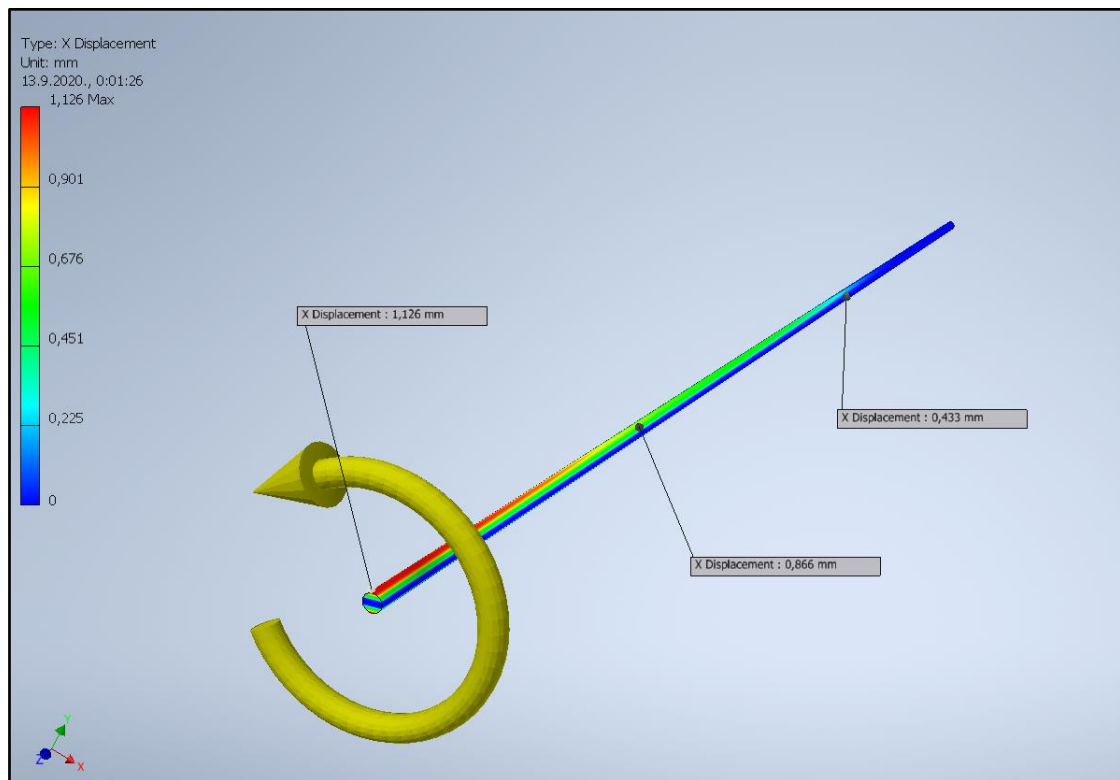 Type: X Displacement
Unit: mm
13.9.2020., 0:01:26
1,126 Max
0,901
0,676
0,451
0,225
0
X Displacement : 1,126 mm
X Displacement : 0,433 mm
X Displacement : 0,866 mm
Y
Z
X